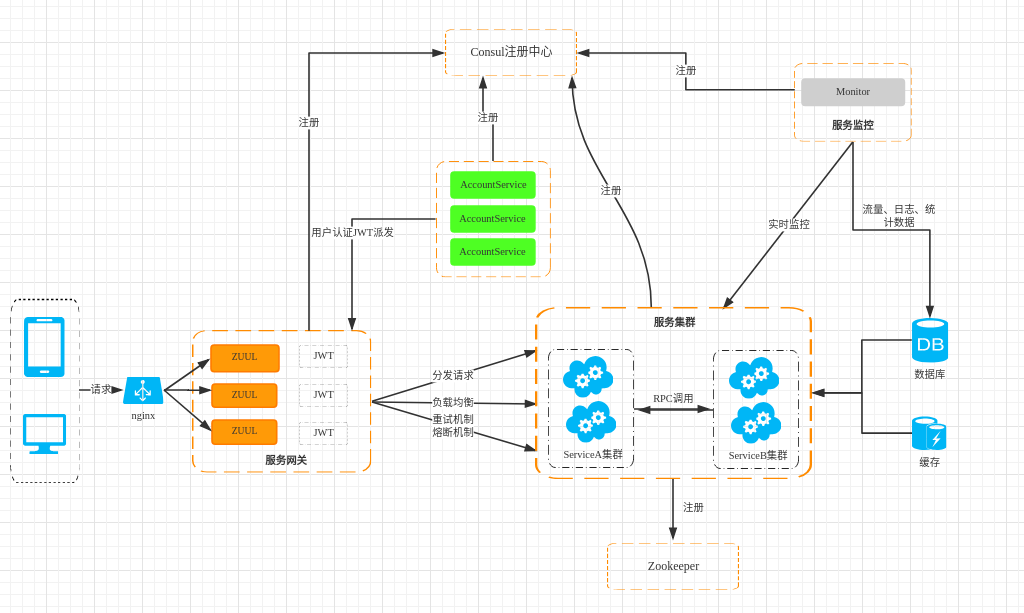 Consul注册中心
注册
Monitor
服务监控
注册
注册
AccountService
AccountService
AccountService
注册
用户认证JWT派发
实时监控
流量、日志、统
计数据
服务集群
DB
数据库
ZUUL
JWT
ZUUL
JWT
ZUUL
JWT
服务网关
请求
nginx
分发请求
负载均衡
重试机制
熔断机制
RPC调用
ServiceA集群
ServiceB集群
缓存
注册
Zookeeper